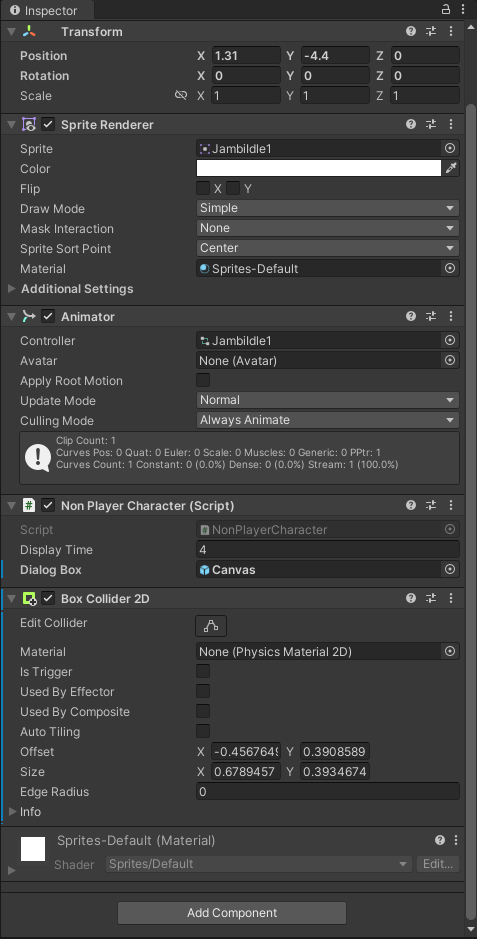 Inspector
Transform
Position X 1.31 Y -4.4 Z 0
Rotation X 0 Y 0 Z 0
Scale X 1 Y 1 Z 1
Sprite Renderer
Sprite JambiIdle1
Color
Flip X Y
Draw Mode Simple
Mask Interaction None
Sprite Sort Point Center
Material Sprites-Default
Additional Settings
Animator
Controller JambiIdle1
Avatar None (Avatar)
Apply Root Motion
Update Mode Normal
Culling Mode Always Animate
Clip Count: 1
Curves Pos: 0 Quat: 0 Euler: 0 Scale: 0 Muscles: 0 Generic: 0 PPtr: 1
Curves Count: 1 Constant: 0 (0.0%) Dense: 0 (0.0%) Stream: 1 (100.0%)
# Non Player Character (Script)
Script # NonPlayerCharacter
Display Time 4
Dialog Box Canvas
Box Collider 2D
Edit Collider
Material None (Physics Material 2D)
Is Trigger
Used By Effector
Used By Composite
Auto Tiling
Offset X -0.4567649 Y 0.3908589
Size X 0.6789457 Y 0.3934674
Edge Radius 0
Info
Sprites-Default (Material)
Shader Sprites/Default Edit...
Add Component